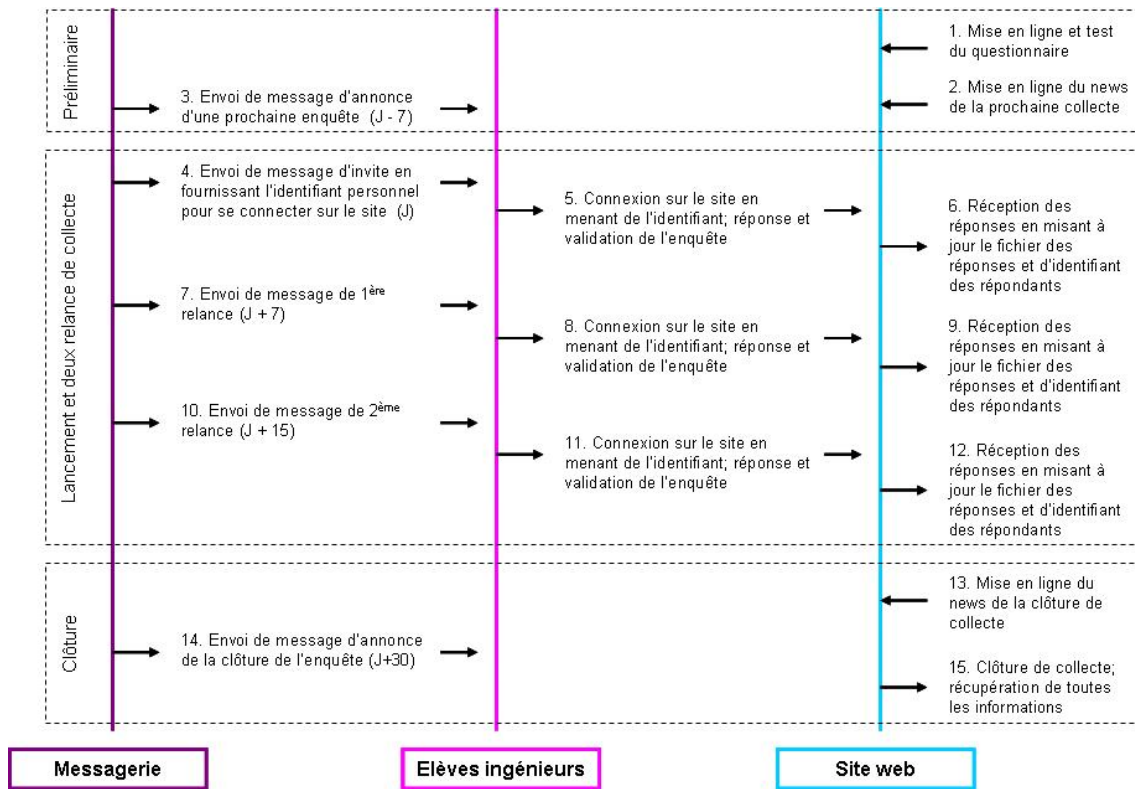 Préliminaire
1. Mise en ligne et test
du questionnaire
2. Mise en ligne du news
de la prochaine collecte
3. Envoi de message d'annonce
d'une prochaine enquête (J - 7)
Lancement et deux relance de collecte
4. Envoi de message d'invite en
fournissant l'identifiant personnel
pour se connecter sur le site (J)
5. Connexion sur le site en
menant de l'identifiant; réponse et
validation de l'enquête
6. Réception des
réponses en misant à
jour le fichier des
réponses et d'identifiant
des répondants
7. Envoi de message de 1ère
relance (J + 7)
8. Connexion sur le site en
menant de l'identifiant; réponse et
validation de l'enquête
9. Réception des
réponses en misant à
jour le fichier des
réponses et d'identifiant
des répondants
10. Envoi de message de 2ème
relance (J + 15)
11. Connexion sur le site en
menant de l'identifiant; réponse et
validation de l'enquête
12. Réception des
réponses en misant à
jour le fichier des
réponses et d'identifiant
des répondants
Clôture
13. Mise en ligne du
news de la clôture de
collecte
14. Envoi de message d'annonce
de la clôture de l'enquête (J+30)
15. Clôture de collecte;
récupération de toutes
les informations
Messagerie
Elèves ingénieurs
Site web